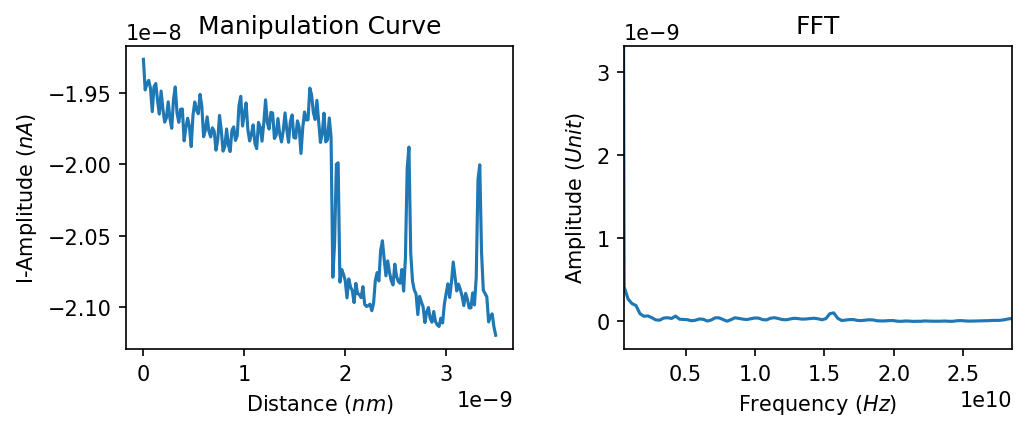 Manipulation Curve
1e−8
−1.95
−2.00
−2.05
−2.10
I-Amplitude (nA)
0 1 2 3
1e−9
Distance (nm)
FFT
1e−9
3
2
1
0
Amplitude (Unit)
0.5 1.0 1.5 2.0 2.5
1e10
Frequency (Hz)